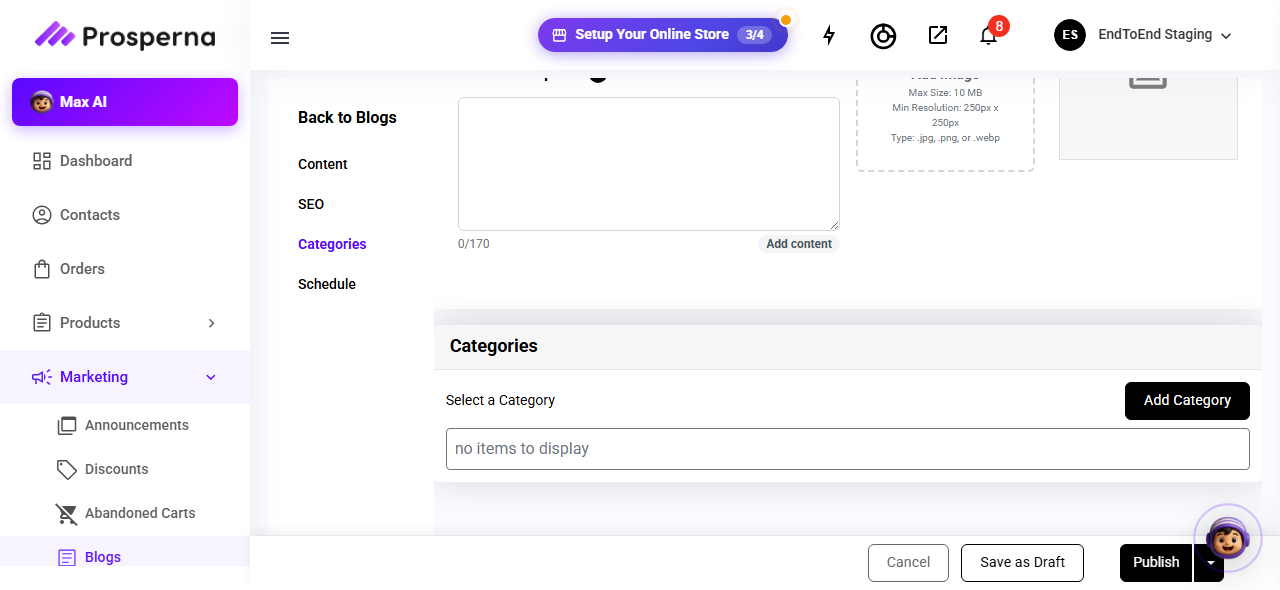 Prosperna
Setup Your Online Store 3/4
8
ES EndToEnd Staging
Max AI
Dashboard
Contacts
Orders
Products
Marketing
Announcements
Discounts
Abandoned Carts
Blogs
Back to Blogs
Content
SEO
Categories
Schedule
0/170
Add content
Max Size: 10 MB
Min Resolution: 250px x
250px
Type: .jpg, .png, or .webp
Categories
Select a Category
Add Category
no items to display
Cancel
Save as Draft
Publish